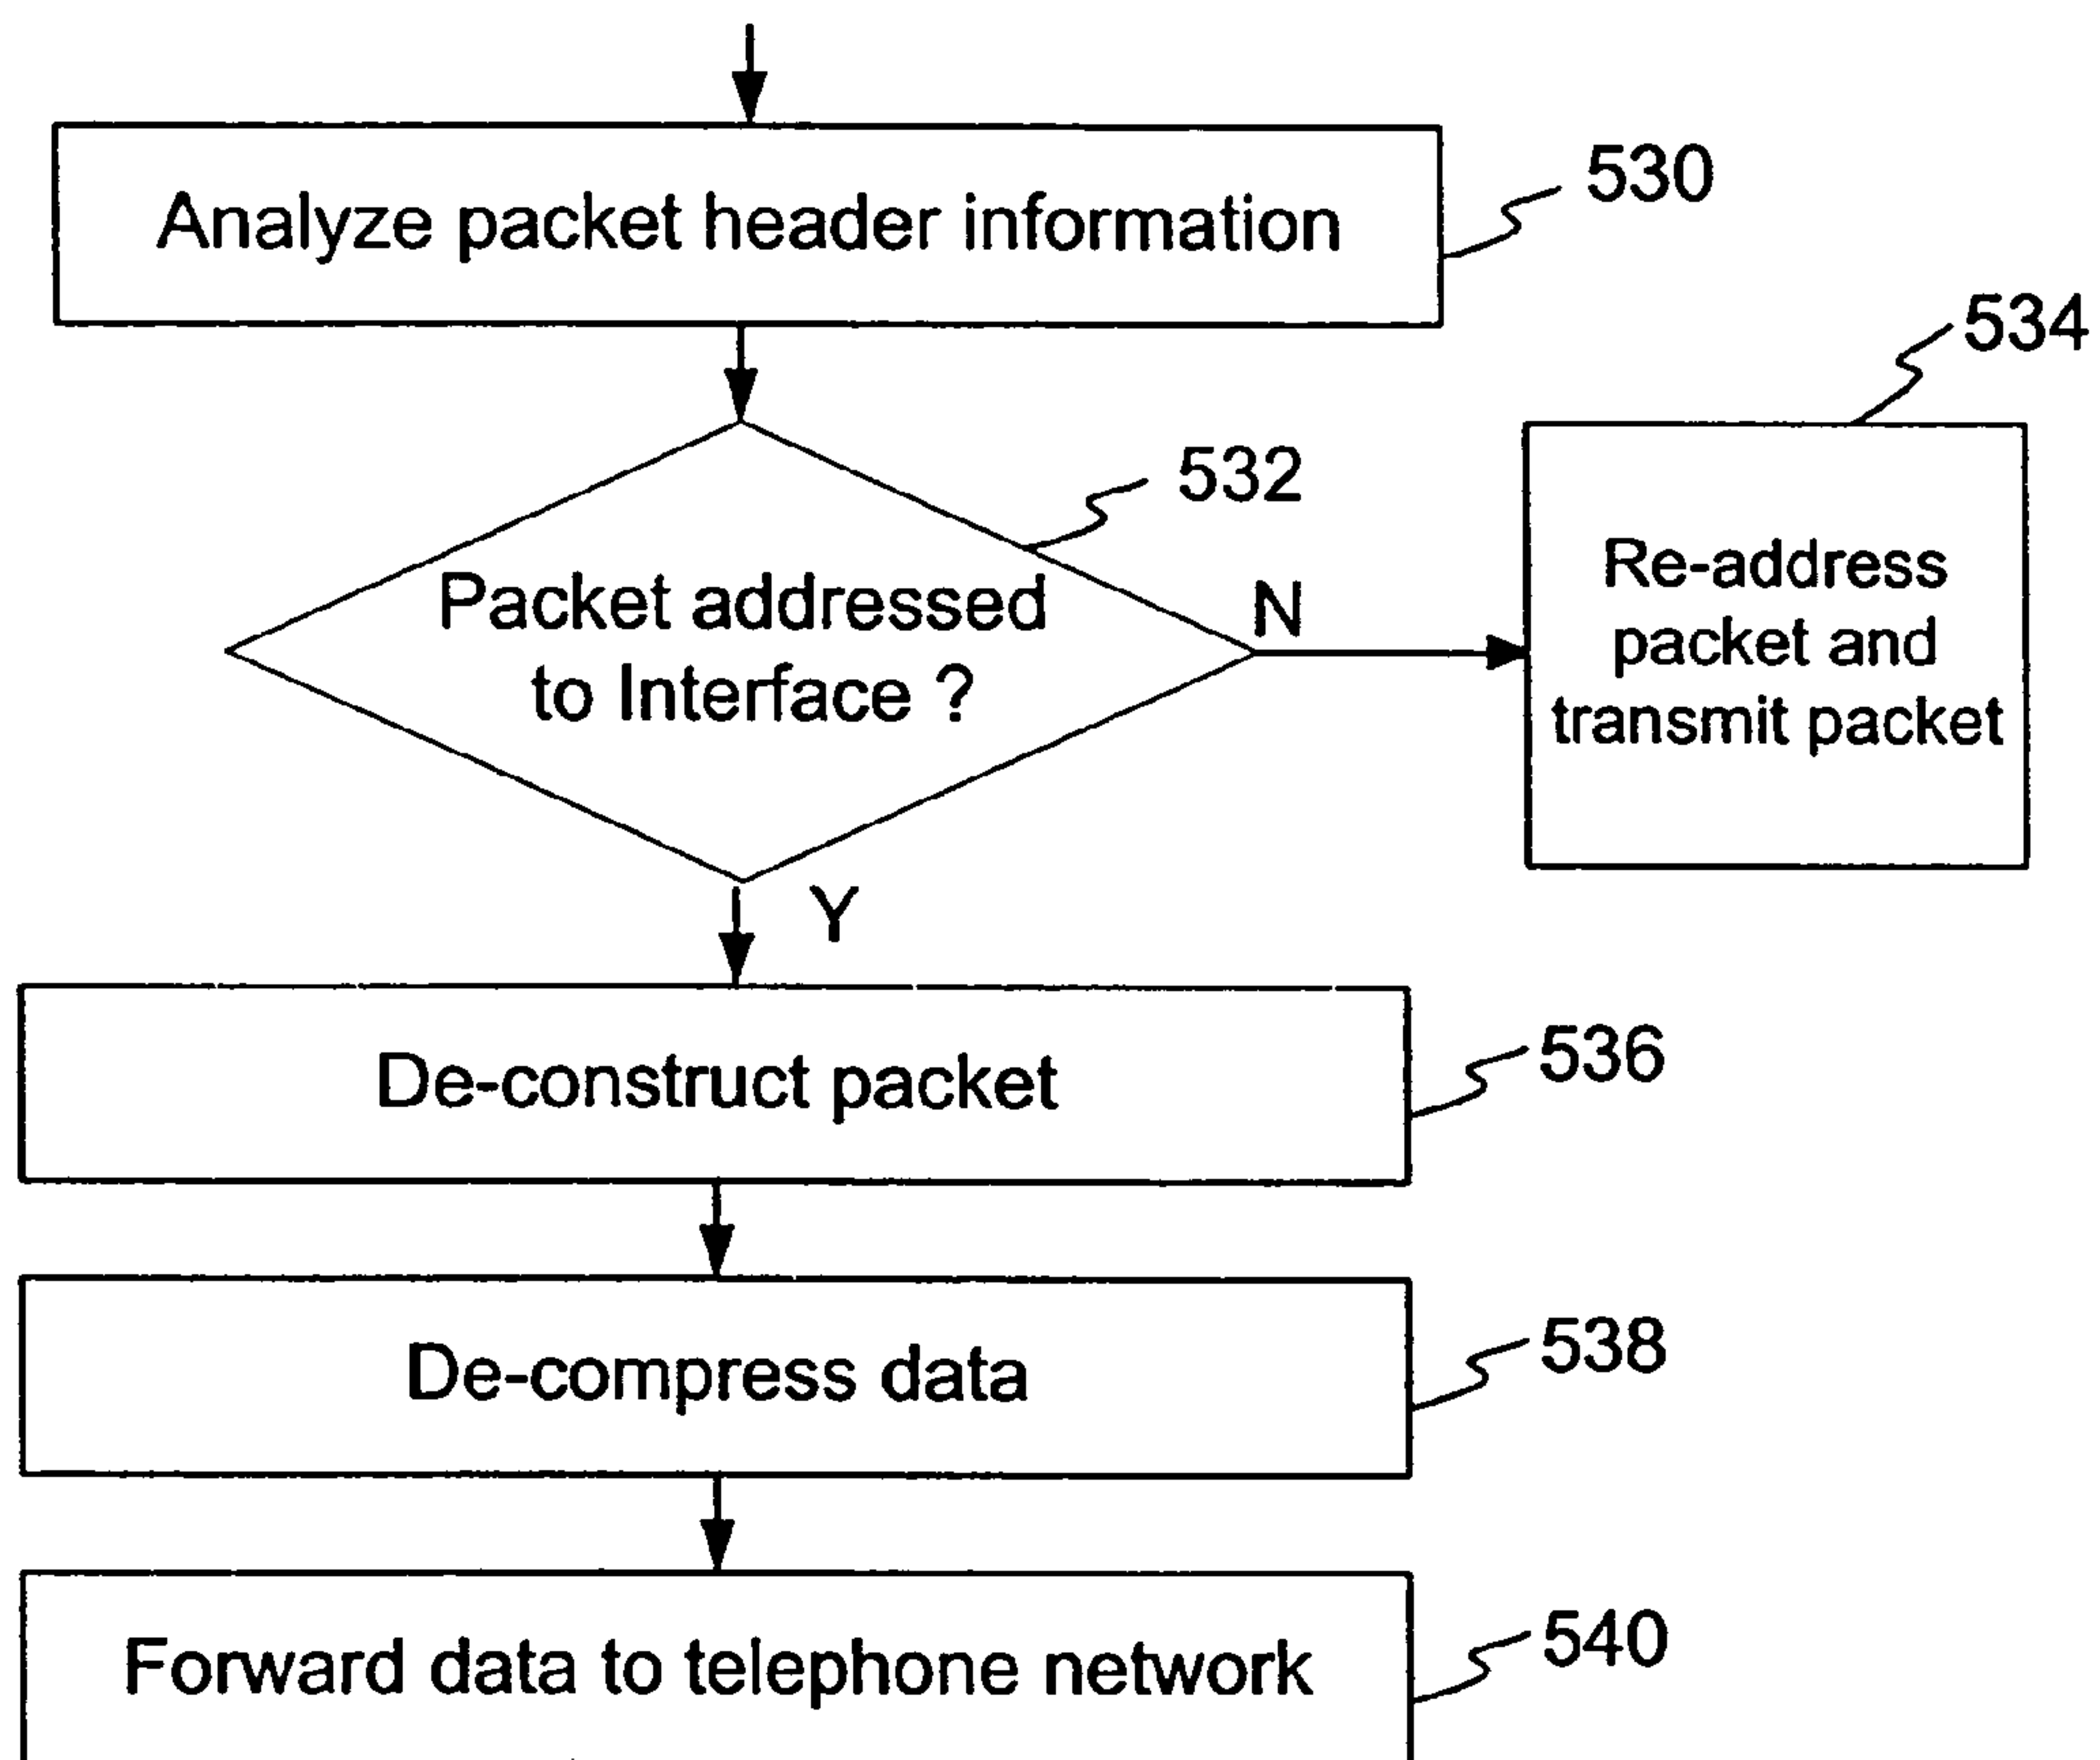 Analyze packet header information
530
534
532
Packet addressed
to Interface ?
N
Re-address
packet and
transmit packet
Y
De-construct packet
536
De-compress data
538
Forward data to telephone network
540